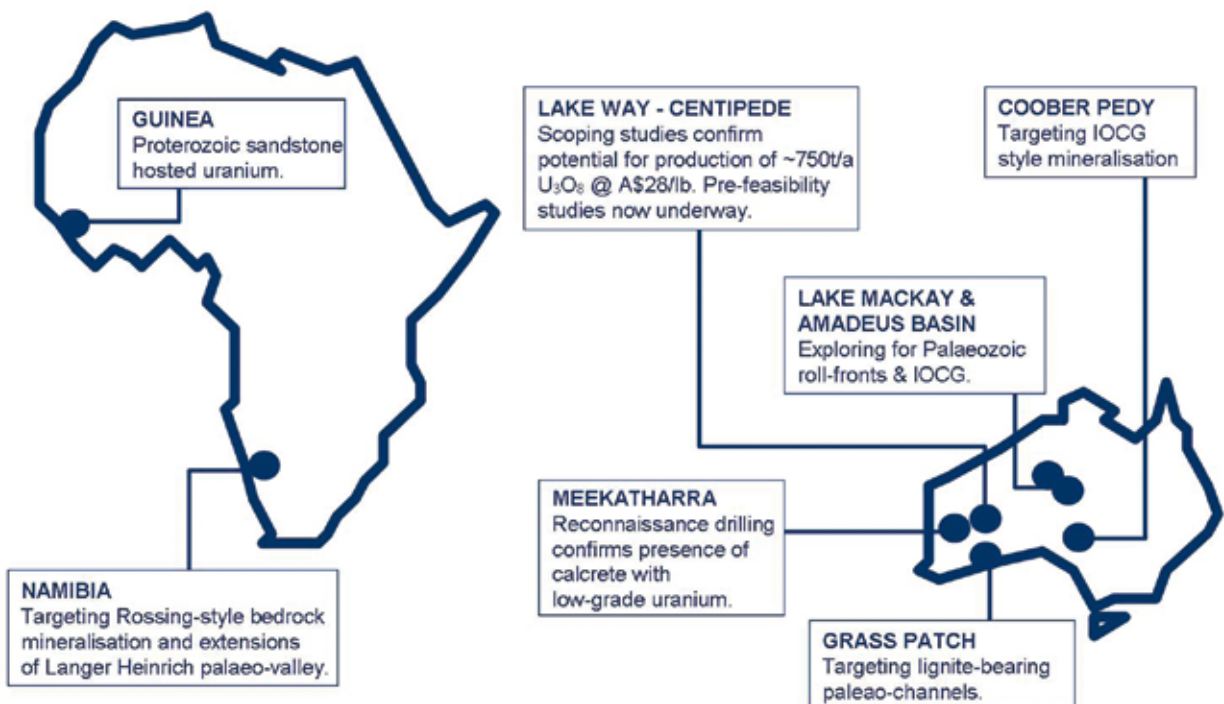 GUINEA
Proterozoic sandstone
hosted uranium.
NAMIBIA
Targeting Rossing-style bedrock
mineralisation and extensions
of Langer Heinrich palaeo-valley.
LAKE WAY - CENTIPEDE
Scoping studies confirm
potential for production of ~750t/a
U₃O₈ @ A$28/lb. Pre-feasibility
studies now underway.
COOBER PEDY
Targeting IOCG
style mineralisation
LAKE MACKAY &
AMADEUS BASIN
Exploring for Palaeozoic
roll-fronts & IOCG.
MEEKATHARRA
Reconnaissance drilling
confirms presence of
calcrete with
low-grade uranium.
GRASS PATCH
Targeting lignite-bearing
paleao-channels.